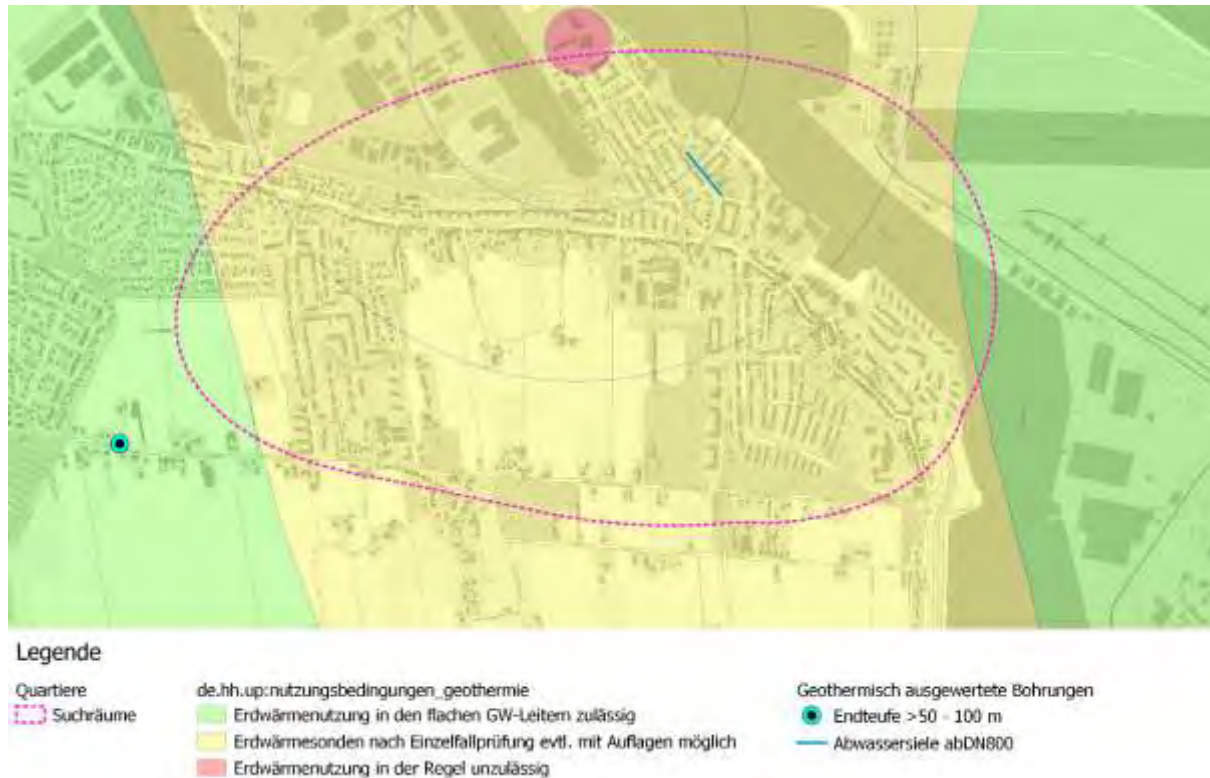 Legende
Quartiere
Suchräume
de.hh.up:nutzungsbedingungen_geothermie
Erdwärmenutzung in den flachen GW-Leitern zulässig
Erdwärmesonden nach Einzelfallprüfung evtl. mit Auflagen möglich
Erdwärmenutzung in der Regel unzulässig
Geothermisch ausgewertete Bohrungen
Endteufe >50 - 100 m
Abwassersiele abDN800